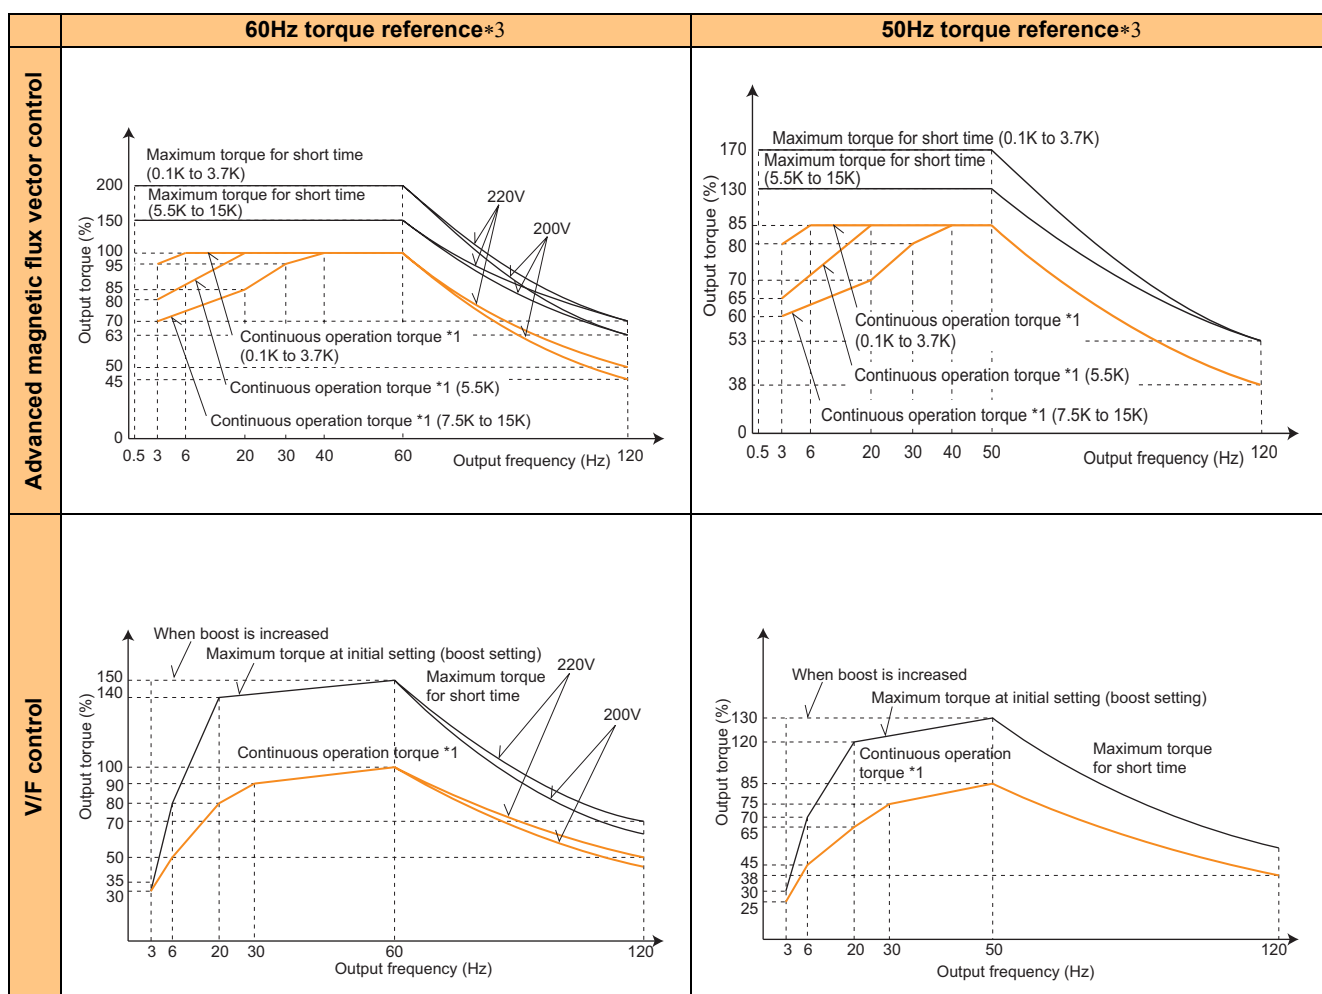 60Hz torque reference*3
50Hz torque reference*3
Advanced magnetic flux vector control
Output torque (%)
Maximum torque for short time
(0.1K to 3.7K)
Maximum torque for short time
(5.5K to 15K)
220V
200V
200
150
100
95
85
80
70
63
50
45
0
Continuous operation torque *1
(0.1K to 3.7K)
Continuous operation torque *1 (5.5K)
Continuous operation torque *1 (7.5K to 15K)
0.5 3 6 20 30 40 60 120
Output frequency (Hz)
Output torque (%)
Maximum torque for short time (0.1K to 3.7K)
Maximum torque for short time
(5.5K to 15K)
170
130
85
80
70
65
60
53
38
0
Continuous operation torque *1
(0.1K to 3.7K)
Continuous operation torque *1 (5.5K)
Continuous operation torque *1 (7.5K to 15K)
0.5 3 6 20 30 40 50 120
Output frequency (Hz)
V/F control
Output torque (%)
When boost is increased
Maximum torque at initial setting (boost setting)
Maximum torque
for short time
220V
200V
Continuous operation torque *1
150
140
100
90
80
70
50
35
30
3 6 20 30 60 120
Output frequency (Hz)
Output torque (%)
When boost is increased
Maximum torque at initial setting (boost setting)
Continuous operation
torque *1
Maximum torque
for short time
130
120
85
75
70
65
45
38
30
25
3 6 20 30 50 120
Output frequency (Hz)